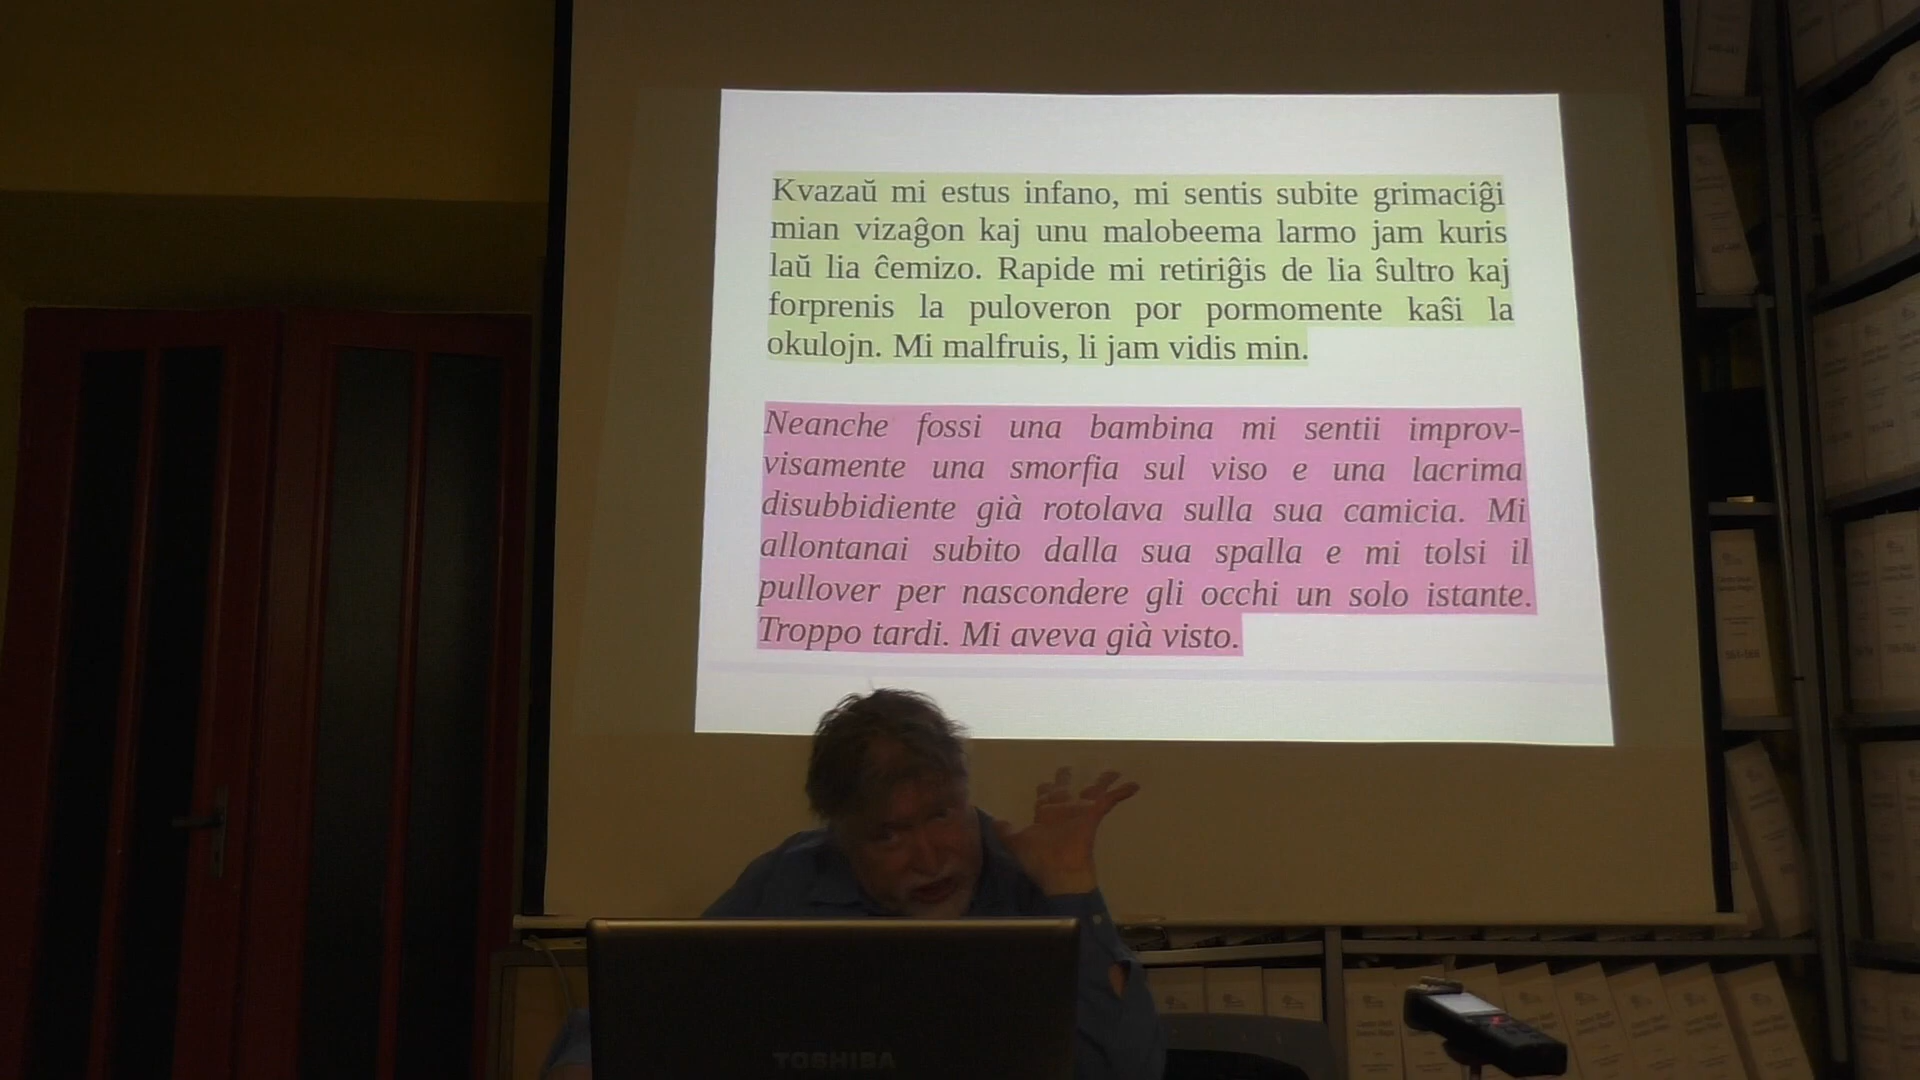 Kvazaŭ mi estus infano, mi sentis subite grimaciĝi
mian vizaĝon kaj unu malobeema larmo jam kuris
laŭ lia ĉemizo. Rapide mi retiriĝis de lia ŝultro kaj
forprenis la puloveron por pormomente kaŝi la
okulojn. Mi malfruis, li jam vidis min.
Neanche fossi una bambina mi sentii improv-
visamente una smorfia sul viso e una lacrima
disubbidiente già rotolava sulla sua camicia. Mi
allontanai subito dalla sua spalla e mi tolsi il
pullover per nascondere gli occhi un solo istante.
Troppo tardi. Mi aveva già visto.
TOSHIBA